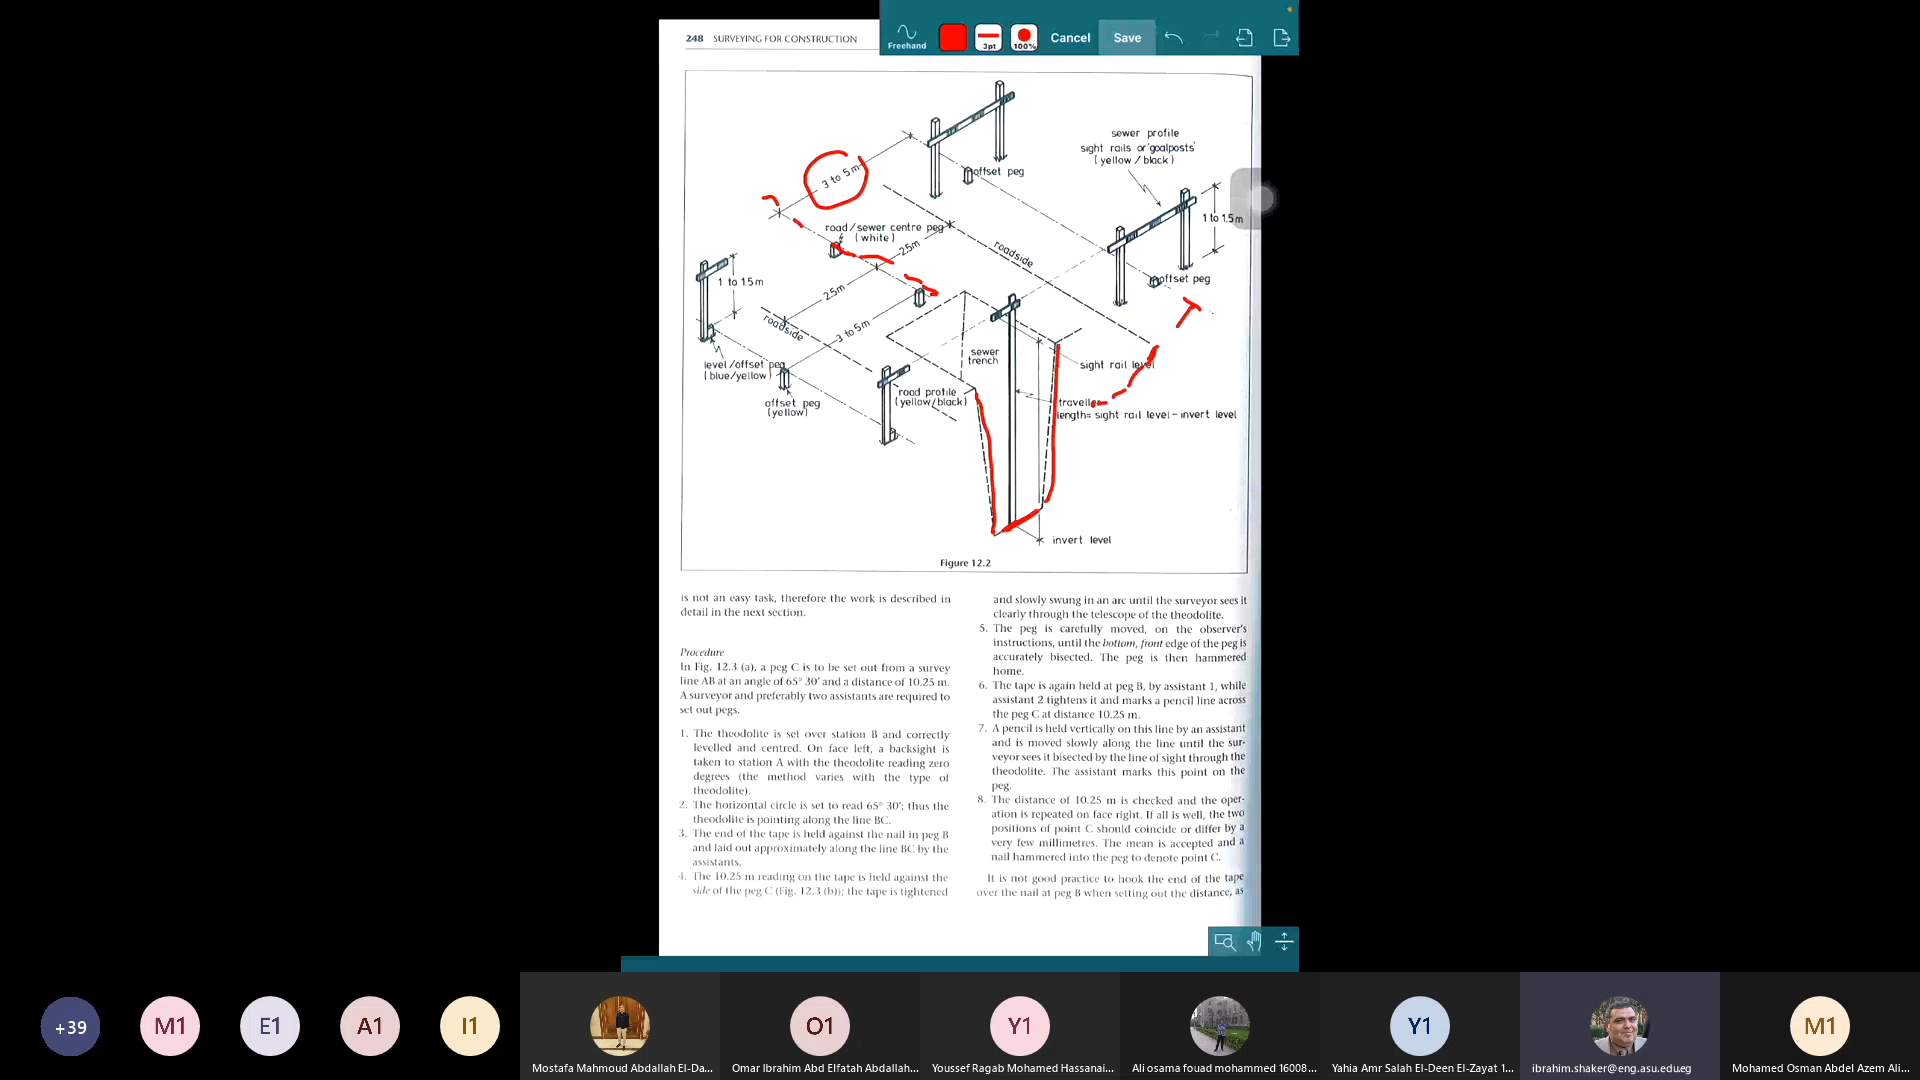 248 SURVEYING FOR CONSTRUCTION
Freehand
3pt
100%
Cancel
Save
sewer profile
sight rails or 'goalposts'
(yellow / black)
3 to 5m
offset peg
1 to 1.5m
road/sewer centre peg
(white)
2.5m
roadside
offset peg
1 to 1.5m
2.5m
roadside
3 to 5m
sewer
trench
level/offset peg
(blue/yellow)
sight rail level
offset peg
(yellow)
road profile
(yellow/black)
traveller
length= sight rail level - invert level
invert level
Figure 12.2
is not an easy task, therefore the work is described in
detail in the next section.
Procedure
In Fig. 12.3 (a), a peg C is to be set out from a survey
line AB at an angle of 65° 30′ and a distance of 10.25 m.
A surveyor and preferably two assistants are required to
set out pegs.
1. The theodolite is set over station B and correctly
levelled and centred. On face left, a backsight is
taken to station A with the theodolite reading zero
degrees (the method varies with the type of
theodolite).
2. The horizontal circle is set to read 65° 30′; thus the
theodolite is pointing along the line BC.
3. The end of the tape is held against the nail in peg B
and laid out approximately along the line BC by the
assistants.
4. The 10.25 m reading on the tape is held against the
side of the peg C (Fig. 12.3 (b)); the tape is tightened
and slowly swung in an arc until the surveyor sees it
clearly through the telescope of the theodolite.
5. The peg is carefully moved, on the observer's
instructions, until the bottom, front edge of the peg is
accurately bisected. The peg is then hammered
home.
6. The tape is again held at peg B, by assistant 1, while
assistant 2 tightens it and marks a pencil line across
the peg C at distance 10.25 m.
7. A pencil is held vertically on this line by an assistant
and is moved slowly along the line until the sur-
veyor sees it bisected by the line of sight through the
theodolite. The assistant marks this point on the
peg.
8. The distance of 10.25 m is checked and the oper-
ation is repeated on face right. If all is well, the two
positions of point C should coincide or differ by a
very few millimetres. The mean is accepted and a
nail hammered into the peg to denote point C.
It is not good practice to hook the end of the tape
over the nail at peg B when setting out the distance, as
+39
M1
E1
A1
I1
Mostafa Mahmoud Abdallah El-Da...
O1
Omar Ibrahim Abd Elfatah Abdallah...
Y1
Youssef Ragab Mohamed Hassanai...
Ali osama fouad mohammed 16008...
Y1
Yahia Amr Salah El-Deen El-Zayat 1...
ibrahim.shaker@eng.asu.edu.eg
M1
Mohamed Osman Abdel Azem Ali...